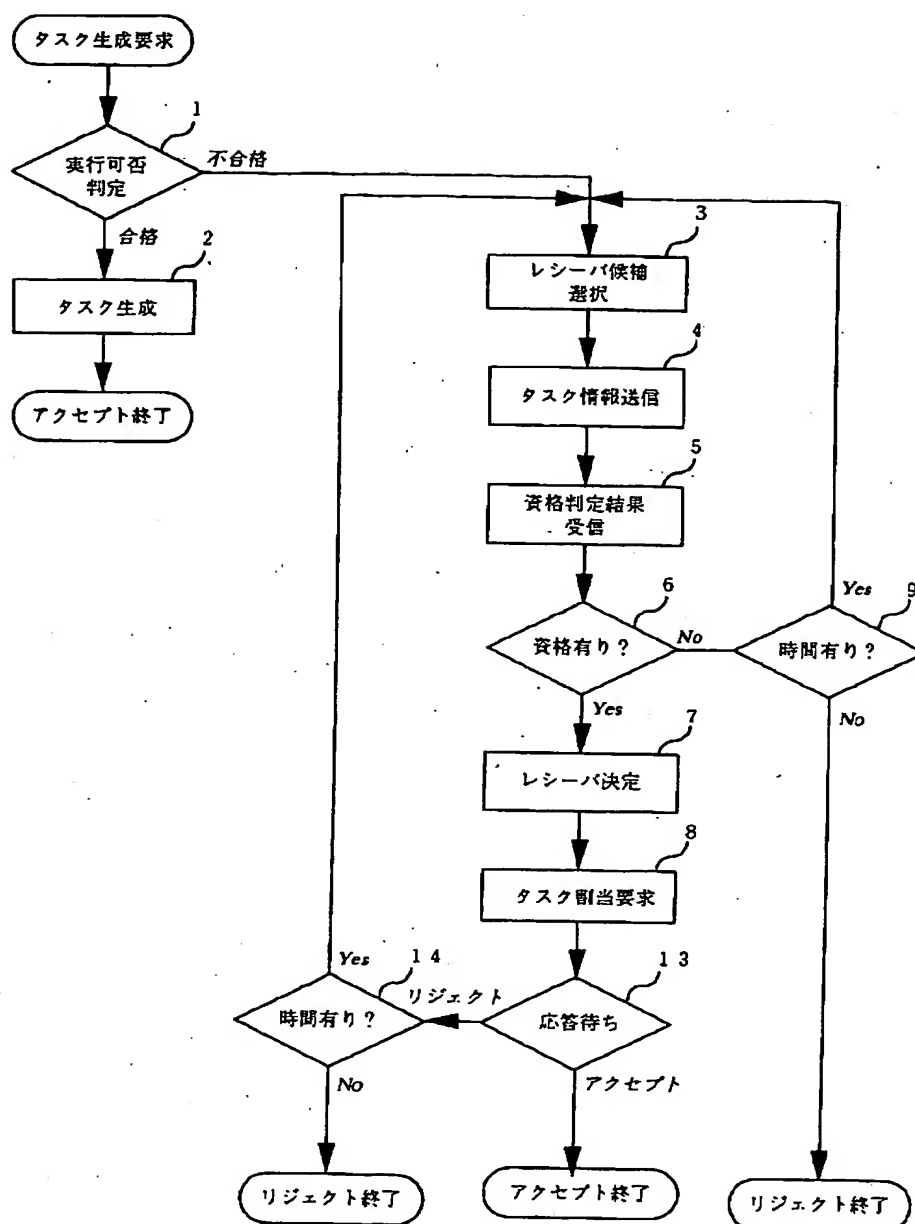 タスク生成要求
1
実行可否
判定
不合格
合格
2
タスク生成
アクセプト終了
3
レシーバ候補
選択
4
タスク情報送信
5
資格判定結果
受信
6
資格有り?
No
Yes
9
時間有り?
Yes
No
7
レシーバ決定
8
タスク割当要求
13
応答待ち
リジェクト
アクセプト
14
時間有り?
Yes
No
リジェクト終了
アクセプト終了
リジェクト終了